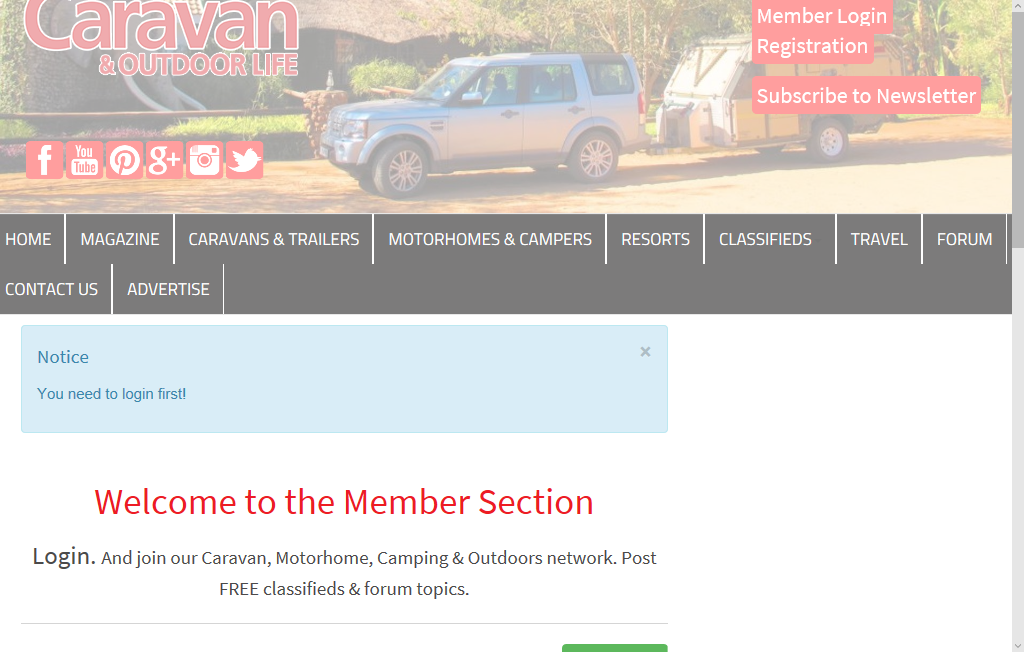 Caravan
& OUTDOOR LIFE
Member Login
Registration
Subscribe to Newsletter
f
You
Tube
g+
HOME
MAGAZINE
CARAVANS & TRAILERS
MOTORHOMES & CAMPERS
RESORTS
CLASSIFIEDS
TRAVEL
FORUM
CONTACT US
ADVERTISE
Notice
×
You need to login first!
Welcome to the Member Section
Login. And join our Caravan, Motorhome, Camping & Outdoors network. Post
FREE classifieds & forum topics.